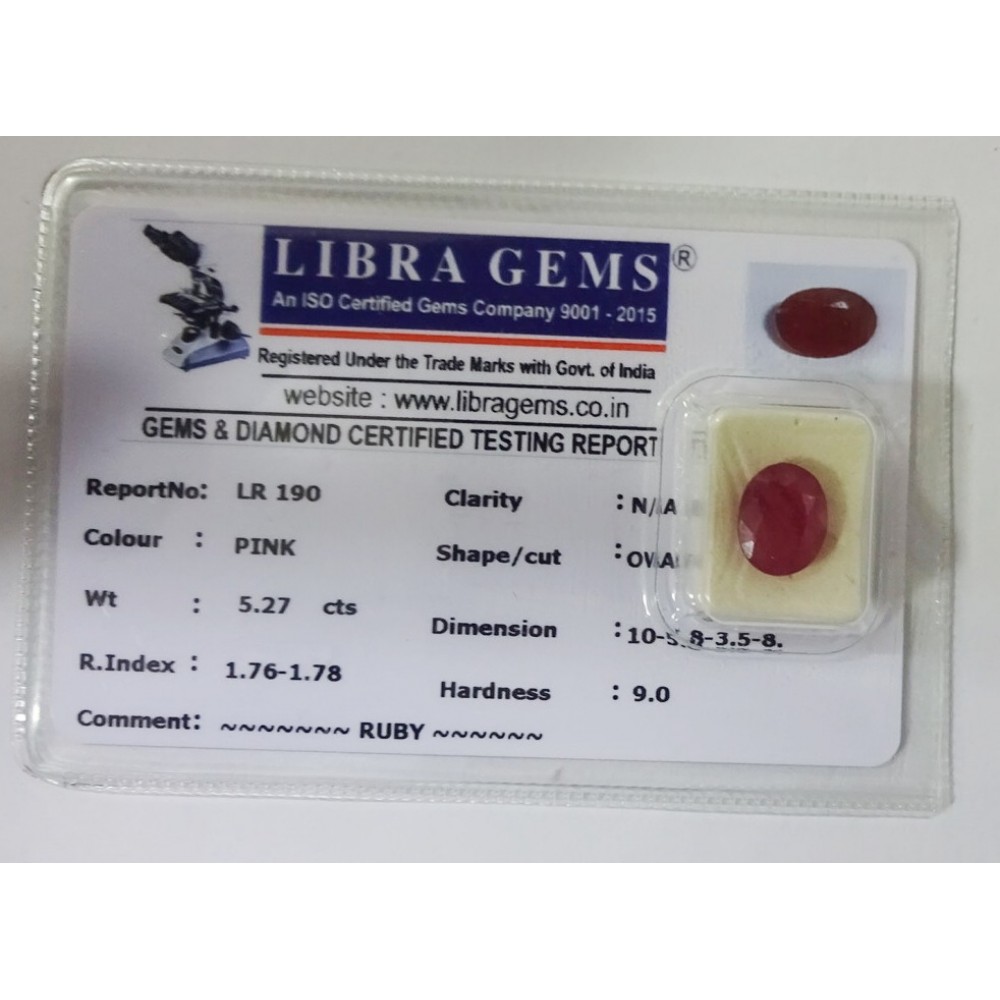 LIBRA GEMS ®
An ISO Certified Gems Company 9001 - 2015
Registered Under the Trade Marks with Govt. of India
website : www.libragems.co.in
GEMS & DIAMOND CERTIFIED TESTING REPORT
ReportNo: LR 190
Clarity : N/A
Colour : PINK
Shape/cut :
Wt : 5.27 cts
Dimension :
R.Index : 1.76-1.78
Hardness : 9.0
Comment: ~~~~~~~ RUBY ~~~~~~